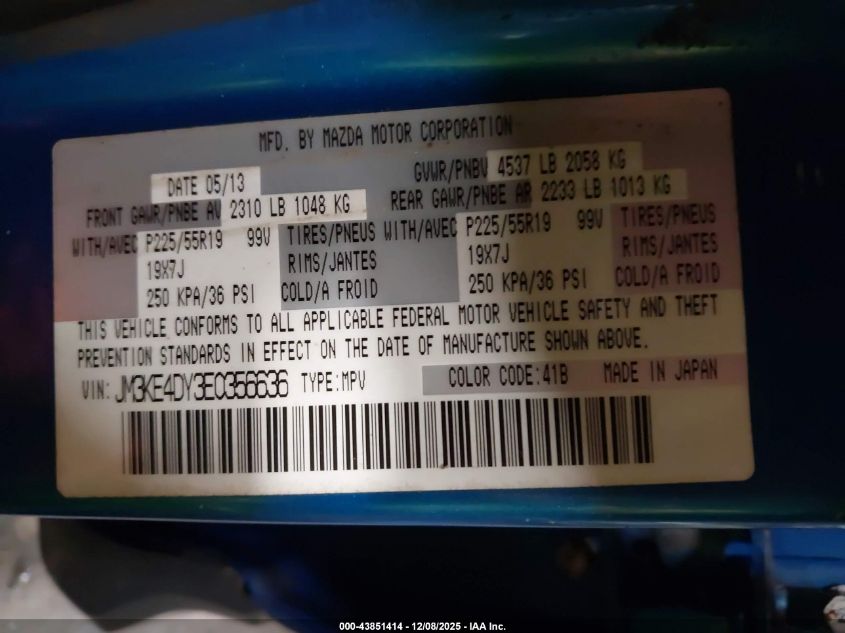 MFD. BY MAZDA MOTOR CORPORATION
DATE 05/13 GVWR/PNBV 4537 LB 2058 KG
FRONT GAWR/PNBE AV 2310 LB 1048 KG REAR GAWR/PNBE AR 2233 LB 1013 KG
WITH/AVEC P225/55R19 99V TIRES/PNEUS WITH/AVEC P225/55R19 99V TIRES/PNEUS
19X7J RIMS/JANTES 19X7J RIMS/JANTES
250 KPA/36 PSI COLD/A FROID 250 KPA/36 PSI COLD/A FROID
THIS VEHICLE CONFORMS TO ALL APPLICABLE FEDERAL MOTOR VEHICLE SAFETY AND THEFT
PREVENTION STANDARDS IN EFFECT ON THE DATE OF MANUFACTURE SHOWN ABOVE.
VIN: JM3KE4DY3E0356636 TYPE:MPV COLOR CODE:41B MADE IN JAPAN
000-43851414 - 12/08/2025 - IAA Inc.